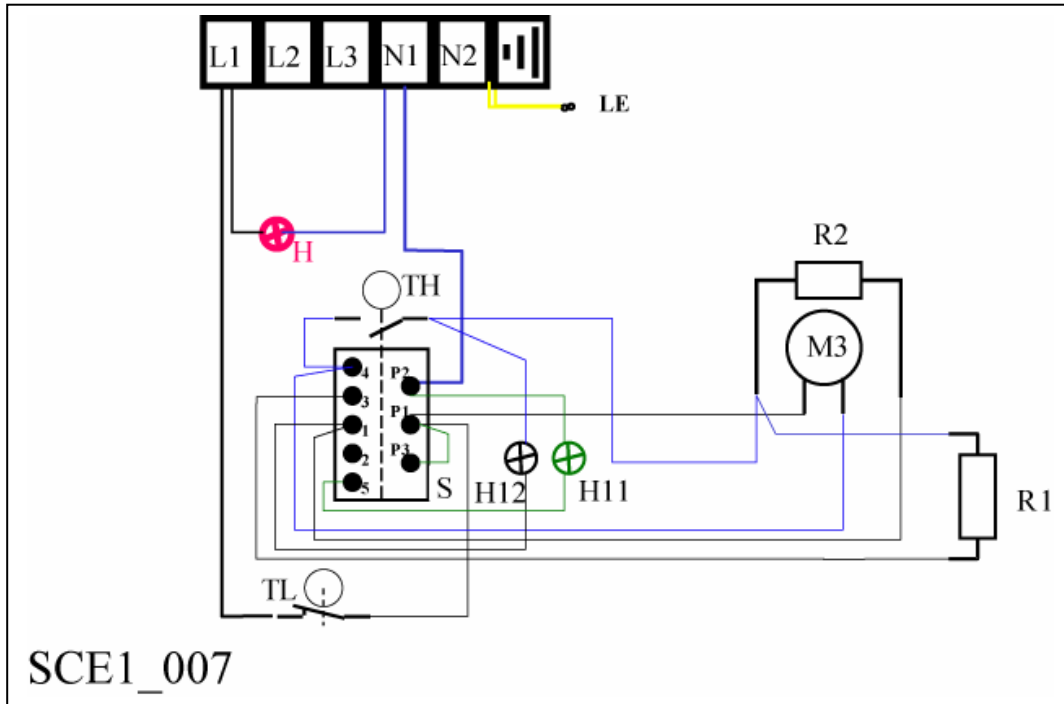 L1 L2 L3 N1 N2
LE
H
TH
R2
M3
4 P2
3
P1
1
P3
2
5
S H12 H11
R1
TL
SCE1_007